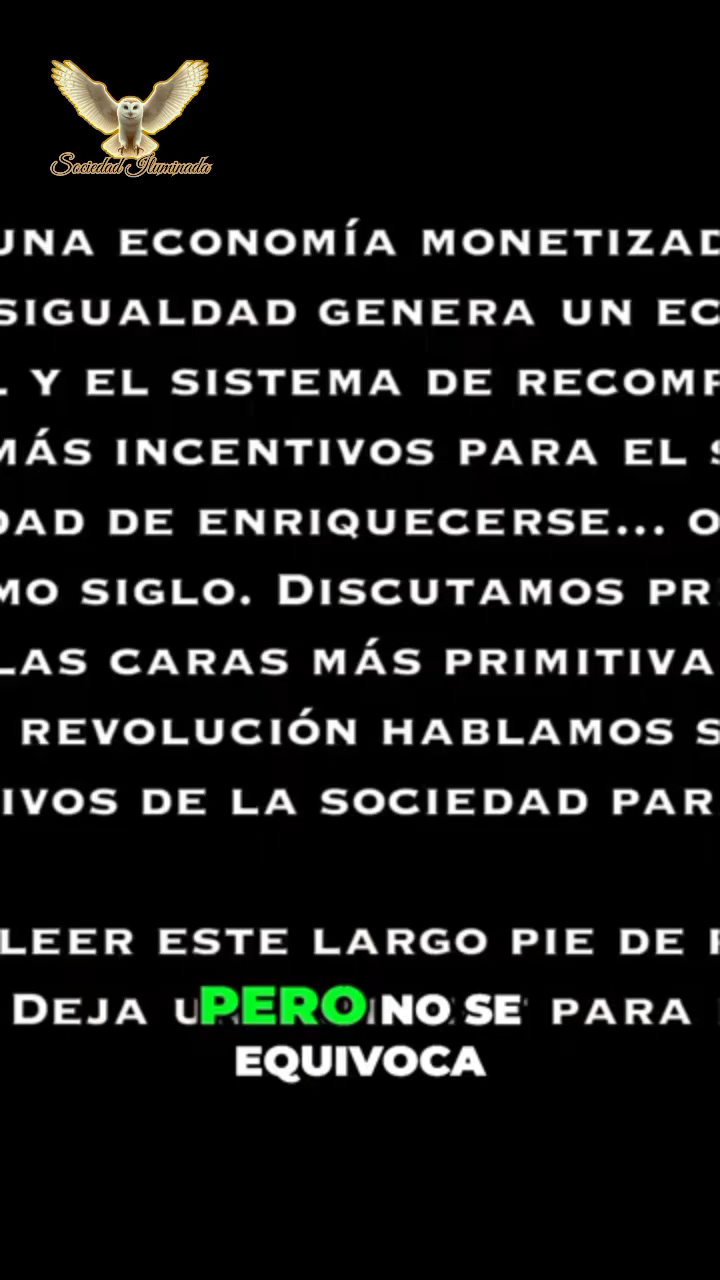 Sociedad Iluminada
UNA ECONOMÍA MONETIZAD
SIGUALDAD GENERA UN EC
Y EL SISTEMA DE RECOMP
MÁS INCENTIVOS PARA EL S
DAD DE ENRIQUECERSE... O
MO SIGLO. DISCUTAMOS PR
LAS CARAS MÁS PRIMITIVA
REVOLUCIÓN HABLAMOS S
IVOS DE LA SOCIEDAD PAR
LEER ESTE LARGO PIE DE
DEJA PARA
PERO NO SE
EQUIVOCA